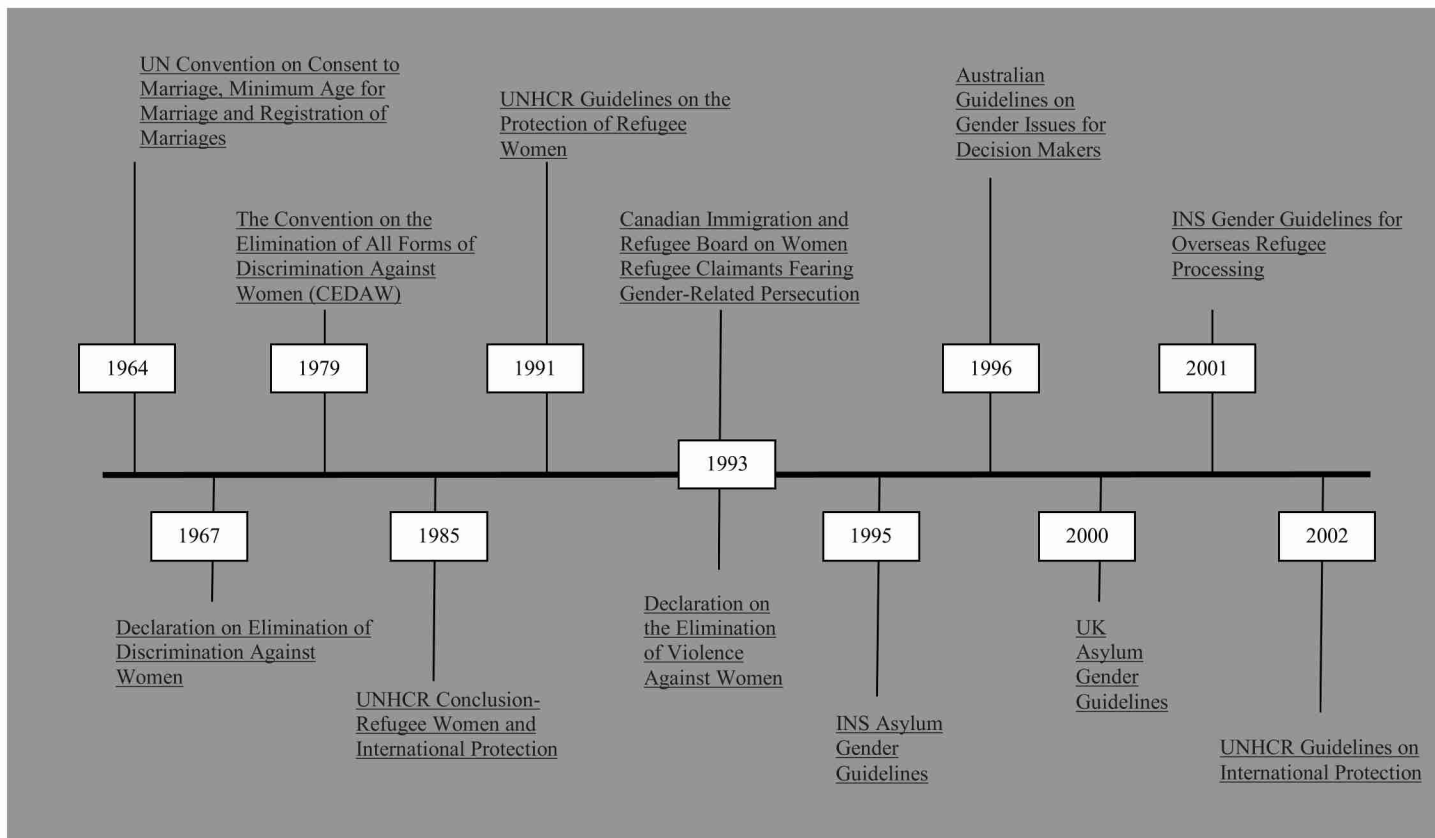 UN Convention on Consent to
Marriage, Minimum Age for
Marriage and Registration of
Marriages
1964
Declaration on Elimination of
Discrimination Against
Women
1967
The Convention on the
Elimination of All Forms of
Discrimination Against
Women (CEDAW)
1979
UNHCR Conclusion-
Refugee Women and
International Protection
1985
UNHCR Guidelines on the
Protection of Refugee
Women
1991
Canadian Immigration and
Refugee Board on Women
Refugee Claimants Fearing
Gender-Related Persecution
1993
Declaration on
the Elimination
of Violence
Against Women
1995
INS Asylum
Gender
Guidelines
Australian
Guidelines on
Gender Issues for
Decision Makers
1996
2000
UK
Asylum
Gender
Guidelines
INS Gender Guidelines for
Overseas Refugee
Processing
2001
2002
UNHCR Guidelines on
International Protection